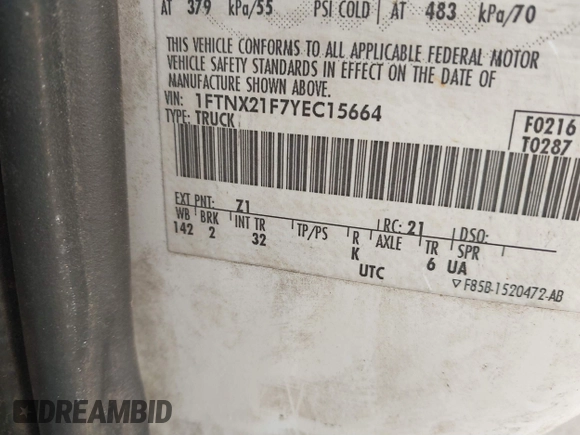 AT 379 kPa/55 PSI COLD AT 483 kPa/70
THIS VEHICLE CONFORMS TO ALL APPLICABLE FEDERAL MOTOR
VEHICLE SAFETY STANDARDS IN EFFECT ON THE DATE OF
MANUFACTURE SHOWN ABOVE.
VIN: 1FTNX21F7YEC15664
TYPE: TRUCK
F0216
T0287
EXT PNT: Z1 RC: 21 DSO:
WB BRK INT TR TP/PS R AXLE TR SPR
142 2 32 K 6 UA
UTC
▽ F85B-1520472-AB
DREAMBID